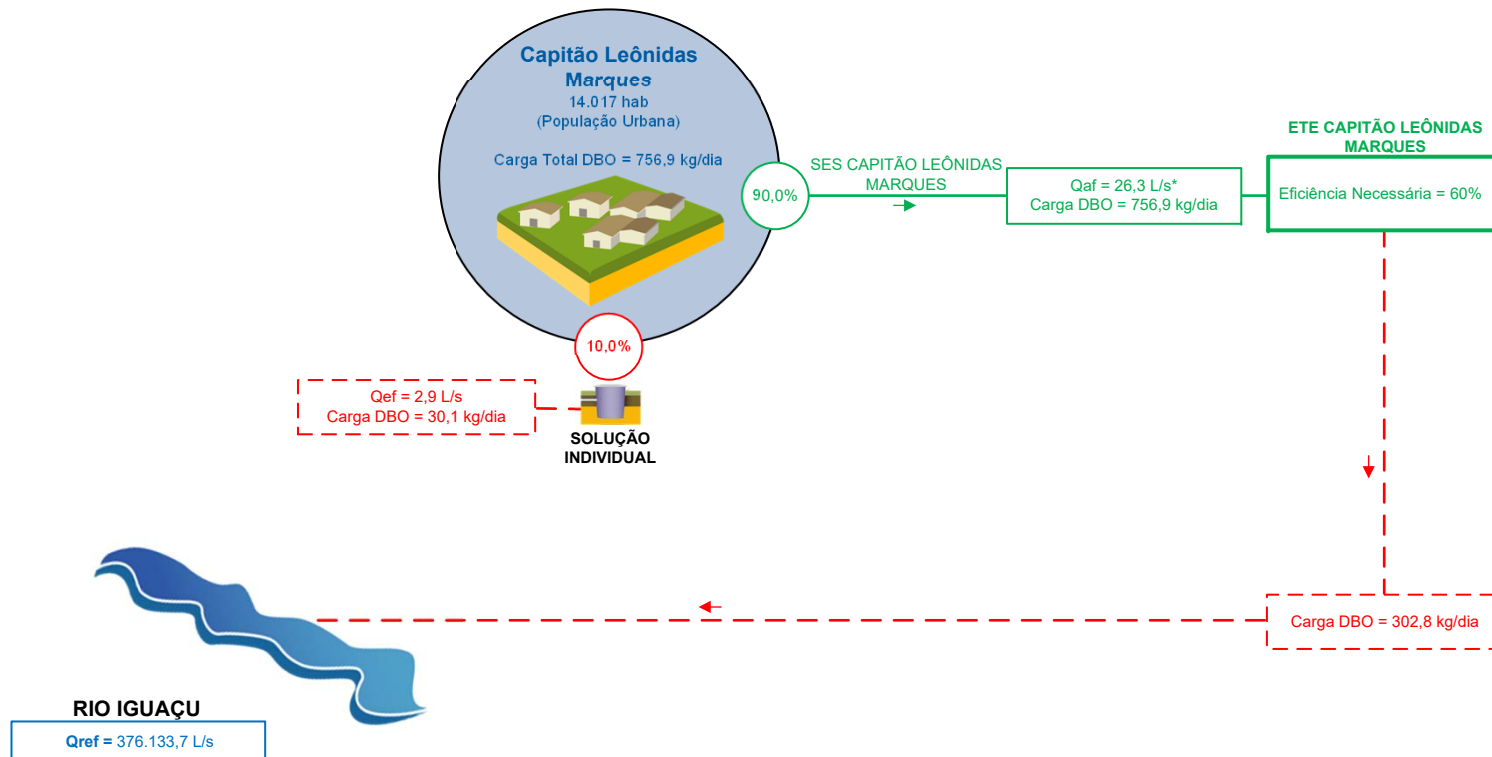 Capitão Leônidas
Marques
14.017 hab
(População Urbana)
Carga Total DBO = 756,9 kg/dia
90,0%
SES CAPITÃO LEÔNIDAS
MARQUES
Qaf = 26,3 L/s*
Carga DBO = 756,9 kg/dia
ETE CAPITÃO LEÔNIDAS
MARQUES
Eficiência Necessária = 60%
10,0%
Qef = 2,9 L/s
Carga DBO = 30,1 kg/dia
SOLUÇÃO
INDIVIDUAL
Carga DBO = 302,8 kg/dia
RIO IGUAÇU
Qref = 376.133,7 L/s